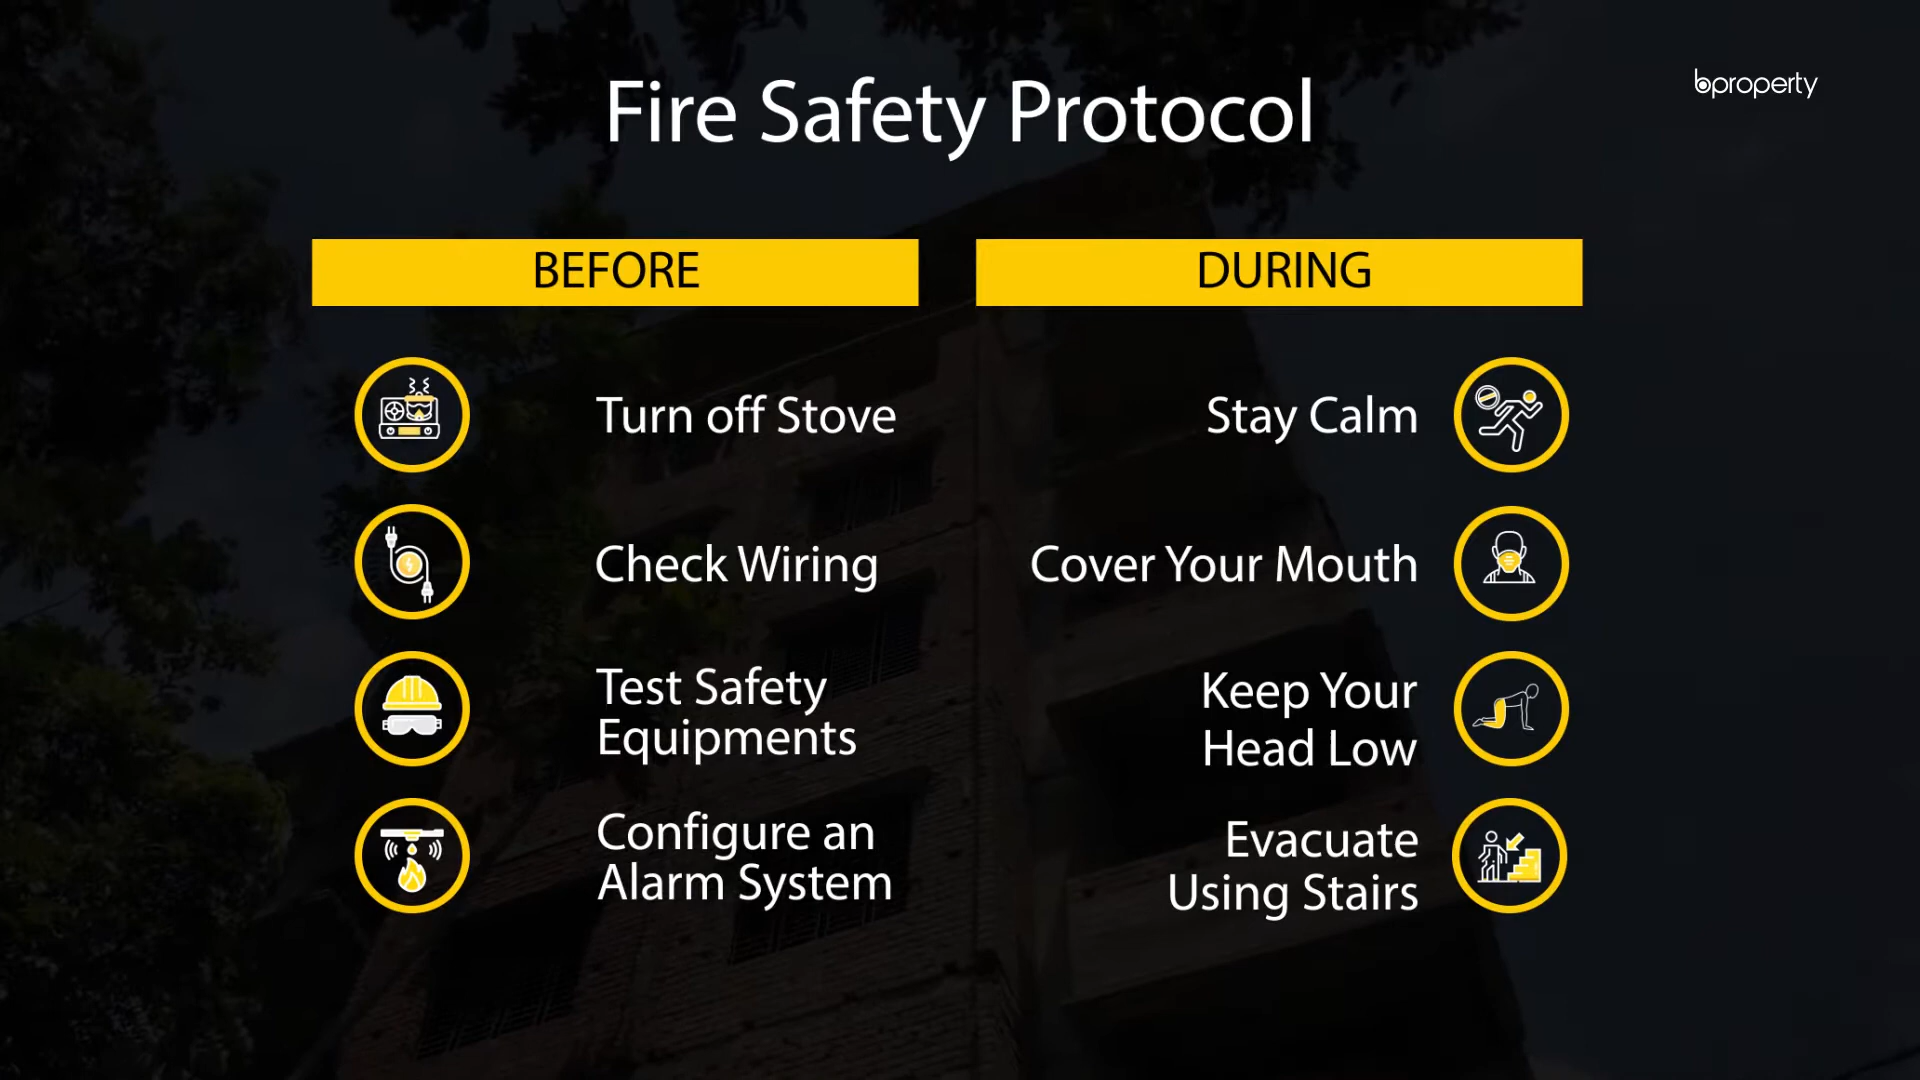 Fire Safety Protocol
bproperty
BEFORE
Turn off Stove
Check Wiring
Test Safety
Equipments
Configure an
Alarm System
DURING
Stay Calm
Cover Your Mouth
Keep Your
Head Low
Evacuate
Using Stairs